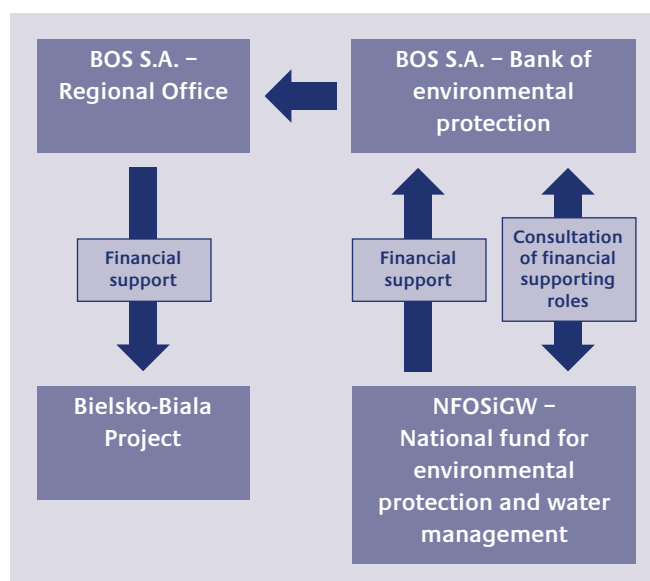 BOS S.A. –
Regional Office
BOS S.A. – Bank of
environmental
protection
Financial
support
Financial
support
Consultation
of financial
supporting
roles
Bielsko-Biala
Project
NFOSiGW –
National fund for
environmental
protection and water
management